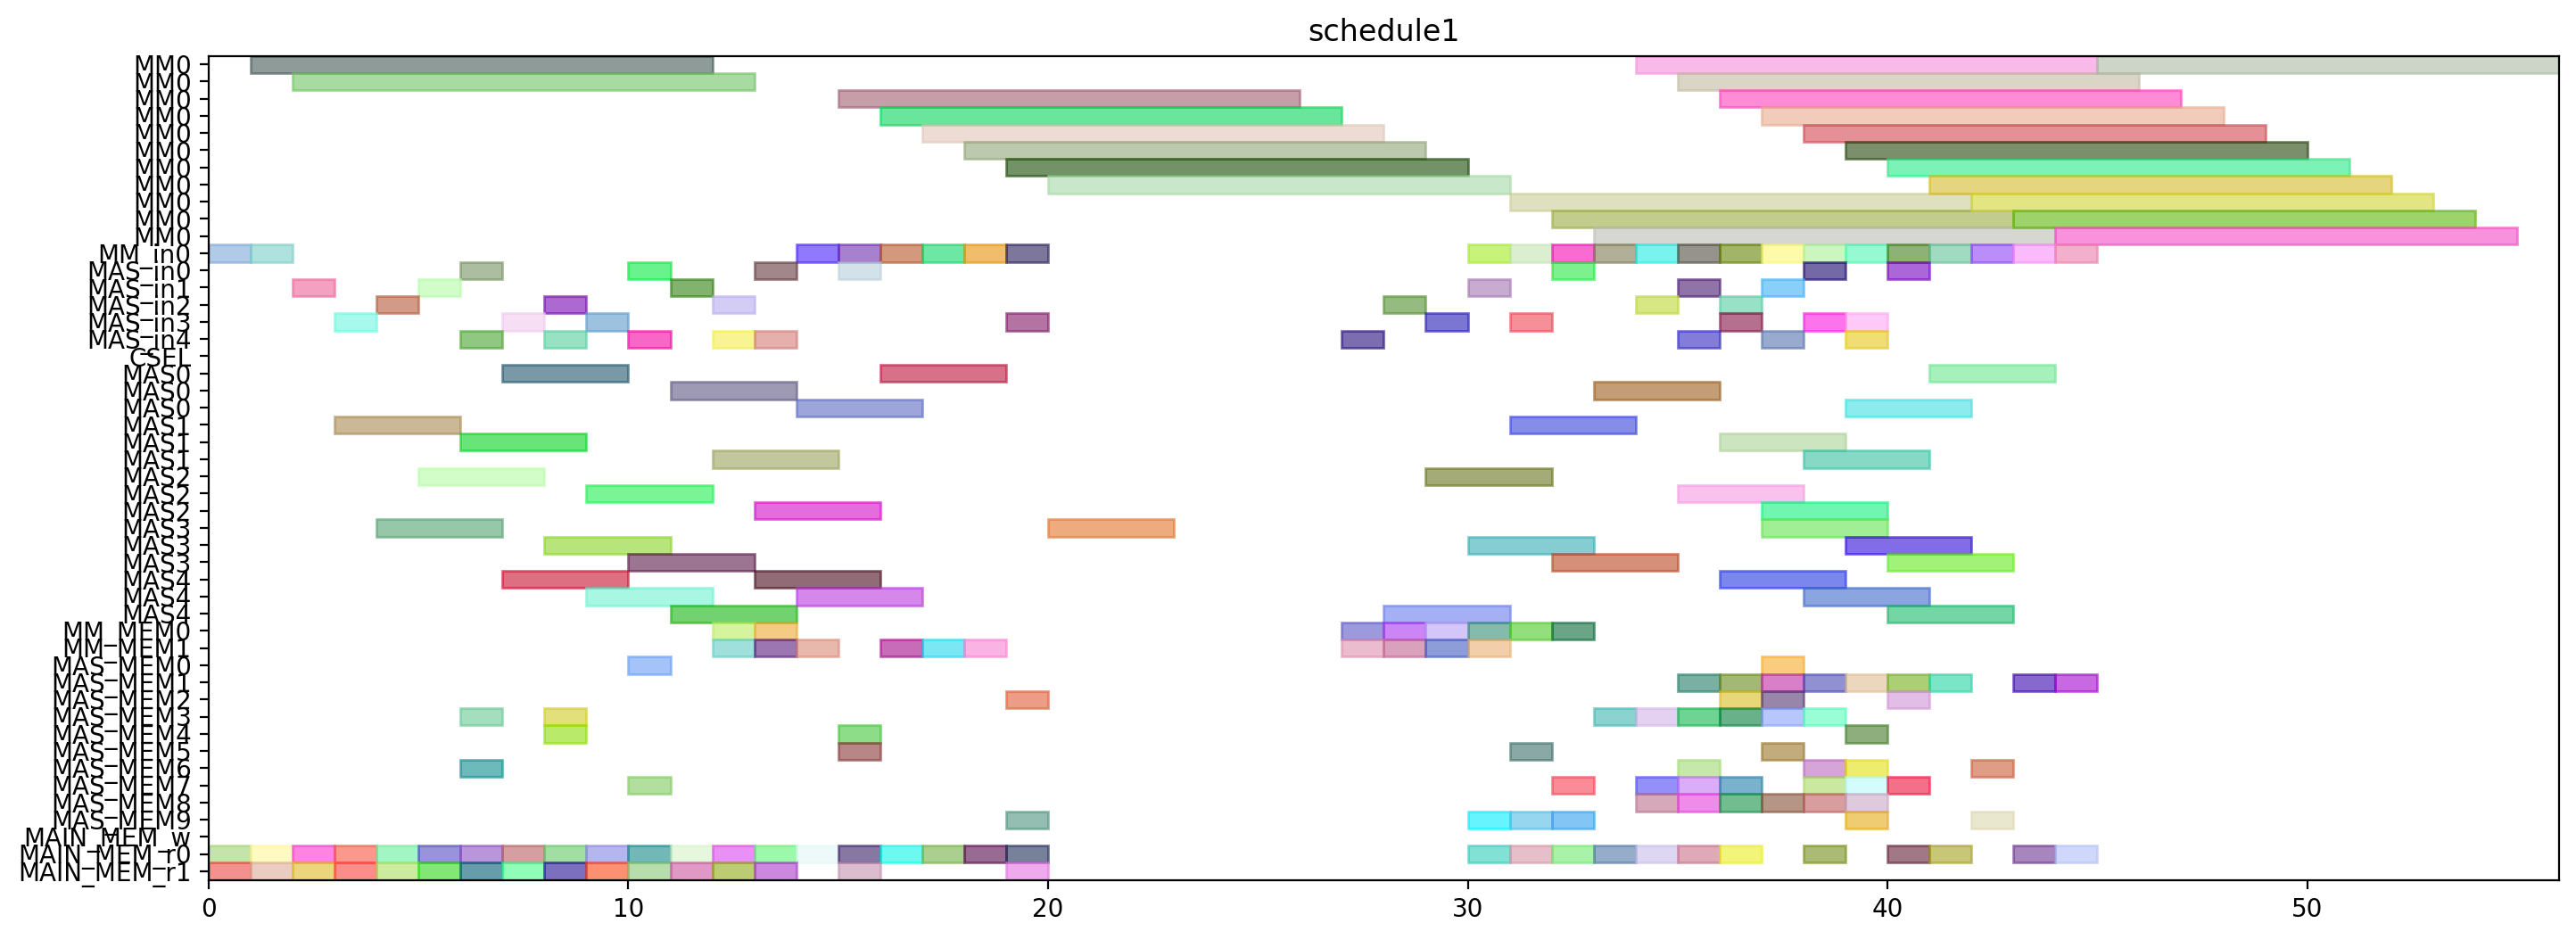 schedule1
MM0
MM0
MM0
MM0
MM0
MM0
MM0
MM0
MM0
MM0
MM0
MM_in0
MAS_in0
MAS_in1
MAS_in2
MAS_in3
MAS_in4
CSEL
MAS0
MAS0
MAS0
MAS1
MAS1
MAS1
MAS2
MAS2
MAS2
MAS3
MAS3
MAS3
MAS4
MAS4
MAS4
MM_MEM0
MM_MEM1
MAS_MEM0
MAS_MEM1
MAS_MEM2
MAS_MEM3
MAS_MEM4
MAS_MEM5
MAS_MEM6
MAS_MEM7
MAS_MEM8
MAS_MEM9
MAIN_MEM_w
MAIN_MEM_r0
MAIN_MEM_r1
0 10 20 30 40 50